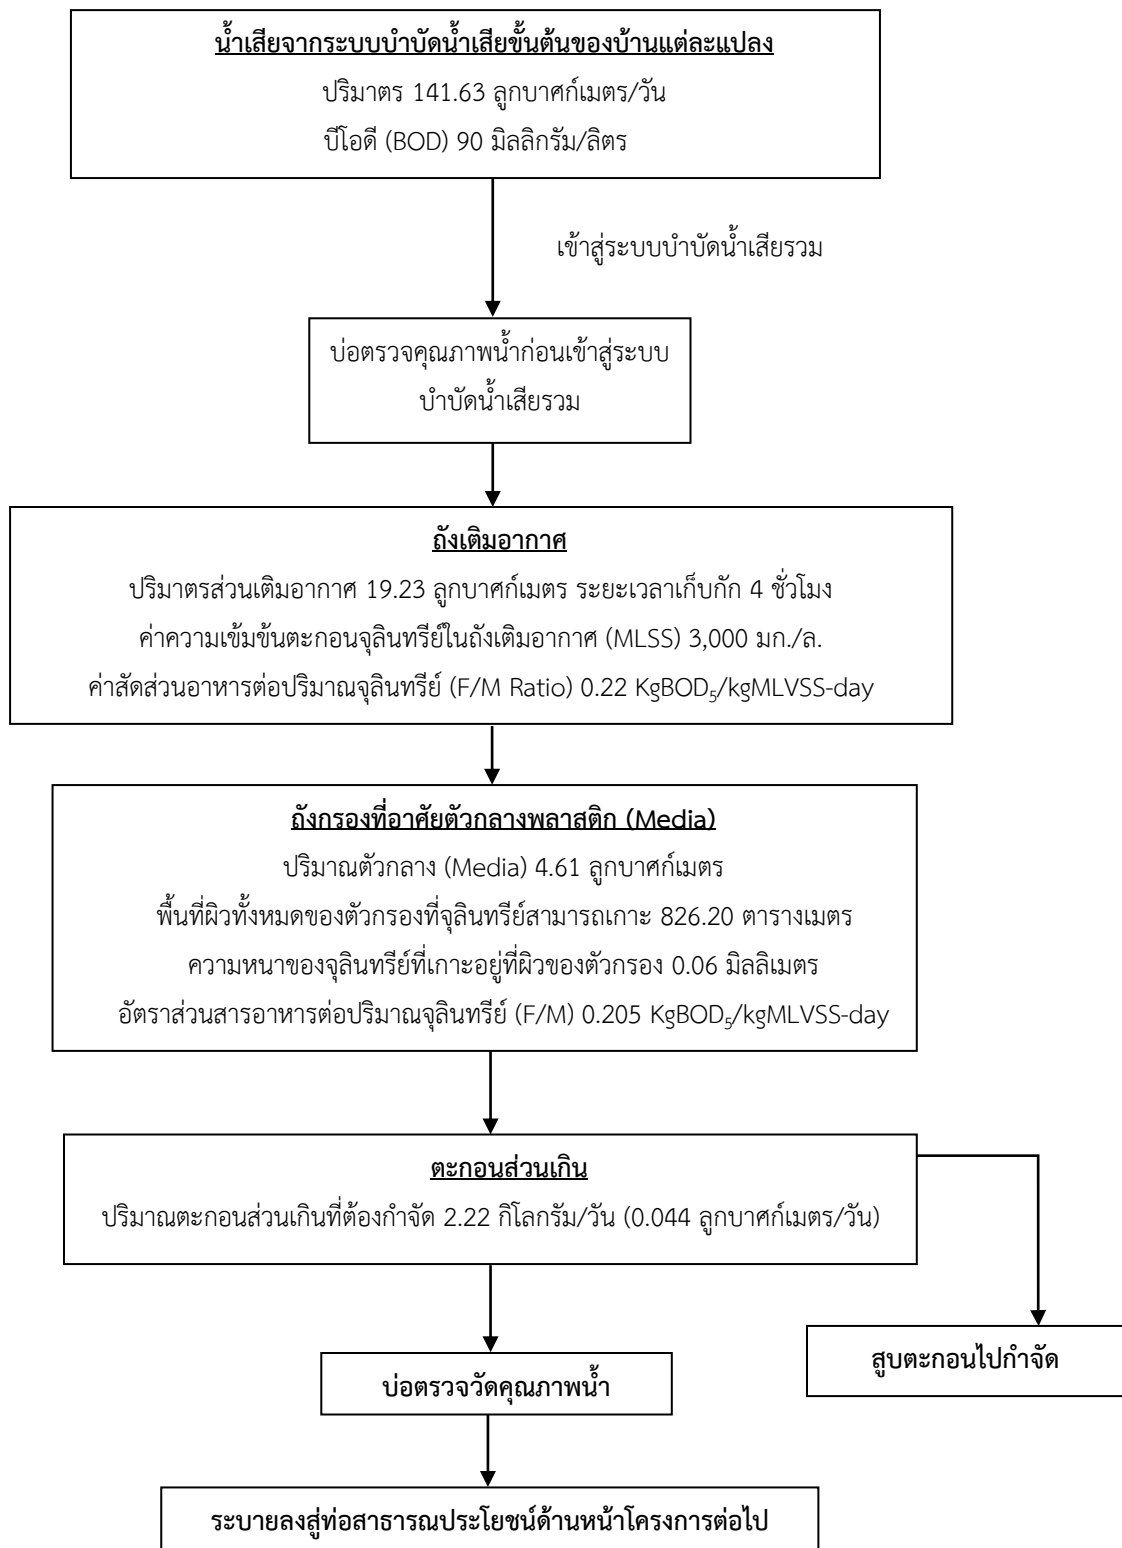 น้ำเสียจากระบบบำบัดน้ำเสียขั้นต้นของบ้านแต่ละแปลง
ปริมาตร 141.63 ลูกบาศก์เมตร/วัน
บีโอดี (BOD) 90 มิลลิกรัม/ลิตร
เข้าสู่ระบบบำบัดน้ำเสียรวม
บ่อตรวจคุณภาพน้ำก่อนเข้าสู่ระบบ
บำบัดน้ำเสียรวม
ถังเติมอากาศ
ปริมาตรส่วนเติมอากาศ 19.23 ลูกบาศก์เมตร ระยะเวลาเก็บกัก 4 ชั่วโมง
ค่าความเข้มข้นตะกอนจุลินทรีย์ในถังเติมอากาศ (MLSS) 3,000 มก./ล.
ค่าสัดส่วนอาหารต่อปริมาณจุลินทรีย์ (F/M Ratio) 0.22 KgBOD₅/kgMLVSS-day
ถังกรองที่อาศัยตัวกลางพลาสติก (Media)
ปริมาณตัวกลาง (Media) 4.61 ลูกบาศก์เมตร
พื้นที่ผิวทั้งหมดของตัวกรองที่จุลินทรีย์สามารถเกาะ 826.20 ตารางเมตร
ความหนาของจุลินทรีย์ที่เกาะอยู่ที่ผิวของตัวกรอง 0.06 มิลลิเมตร
อัตราส่วนสารอาหารต่อปริมาณจุลินทรีย์ (F/M) 0.205 KgBOD₅/kgMLVSS-day
ตะกอนส่วนเกิน
ปริมาณตะกอนส่วนเกินที่ต้องกำจัด 2.22 กิโลกรัม/วัน (0.044 ลูกบาศก์เมตร/วัน)
สูบตะกอนไปกำจัด
บ่อตรวจวัดคุณภาพน้ำ
ระบายลงสู่ท่อสาธารณประโยชน์ด้านหน้าโครงการต่อไป